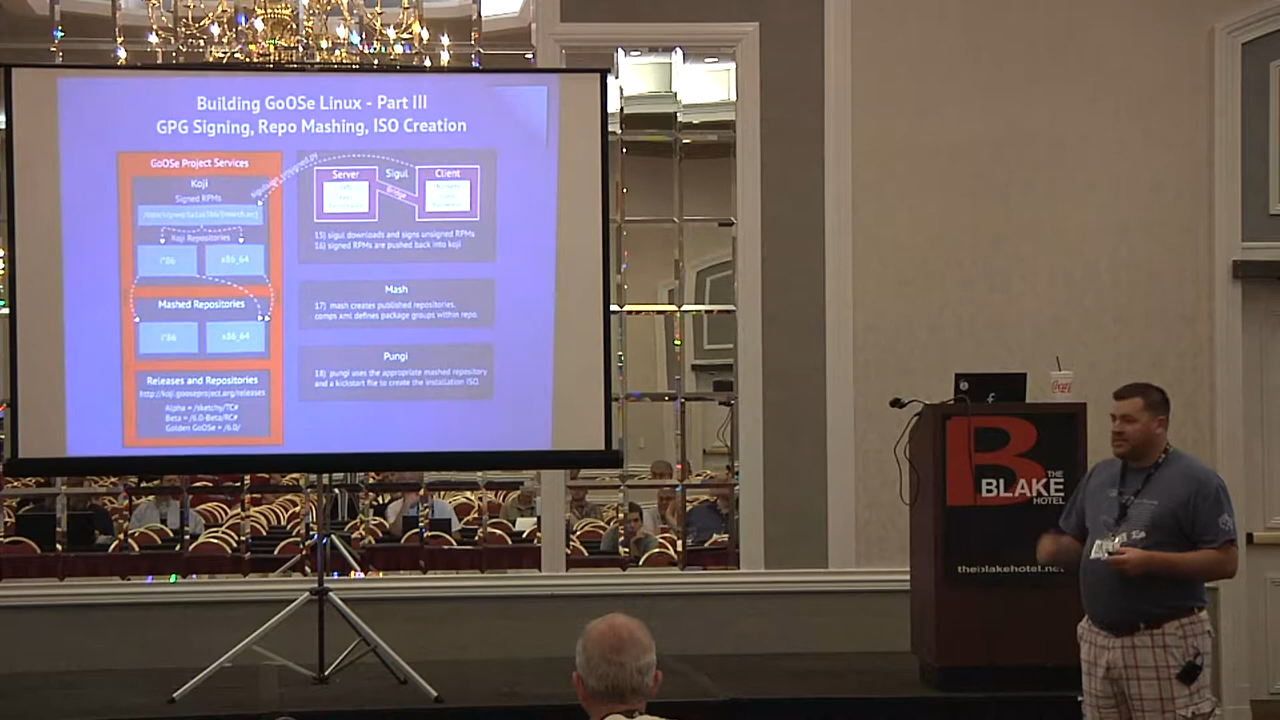 Building GoOSe Linux - Part III
GPG Signing, Repo Mashing, ISO Creation
GoOSe Project Services
Koji
Signed RPMs
Koji Repositories
i*86
x86_64
Mashed Repositories
i*86
x86_64
Releases and Repositories
http://koji.gooseproject.org/releases
Alpha = /sketchy/TC#
Beta = /6.0-Beta/RC#
Golden GoOSe = /6.0/
Server
Sigul
Client
Bridge
15) sigul downloads and signs unsigned RPMs
16) signed RPMs are pushed back into koji
Mash
17) mash creates published repositories.
comps.xml defines package groups within repo.
Pungi
18) pungi uses the appropriate mashed repository
and a kickstart file to create the installation ISO.
B
THE
BLAKE
HOTEL
theblakehotel.net